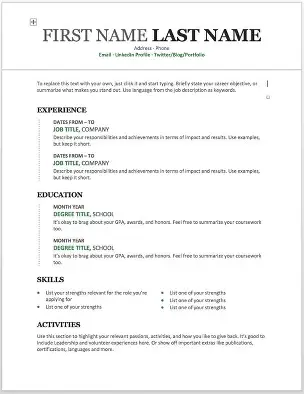 FIRST NAME LAST NAME
Address · Phone
Email · LinkedIn Profile · Twitter/Blog/Portfolio
To replace this text with your own, just click it and start typing. Briefly state your career objective, or
summarize what makes you stand out. Use language from the job description as keywords.
EXPERIENCE
DATES FROM – TO
JOB TITLE, COMPANY
Describe your responsibilities and achievements in terms of impact and results. Use examples,
but keep it short.
DATES FROM – TO
JOB TITLE, COMPANY
Describe your responsibilities and achievements in terms of impact and results. Use examples,
but keep it short.
EDUCATION
MONTH YEAR
DEGREE TITLE, SCHOOL
It's okay to brag about your GPA, awards, and honors. Feel free to summarize your coursework
too.
MONTH YEAR
DEGREE TITLE, SCHOOL
It's okay to brag about your GPA, awards, and honors. Feel free to summarize your coursework
too.
SKILLS
• List your strengths relevant for the role you're
applying for
• List one of your strengths
• List one of your strengths
• List one of your strengths
• List one of your strengths
ACTIVITIES
Use this section to highlight your relevant passions, activities, and how you like to give back. It's good to
include Leadership and volunteer experiences here. Or show off important extras like publications,
certifications, languages and more.